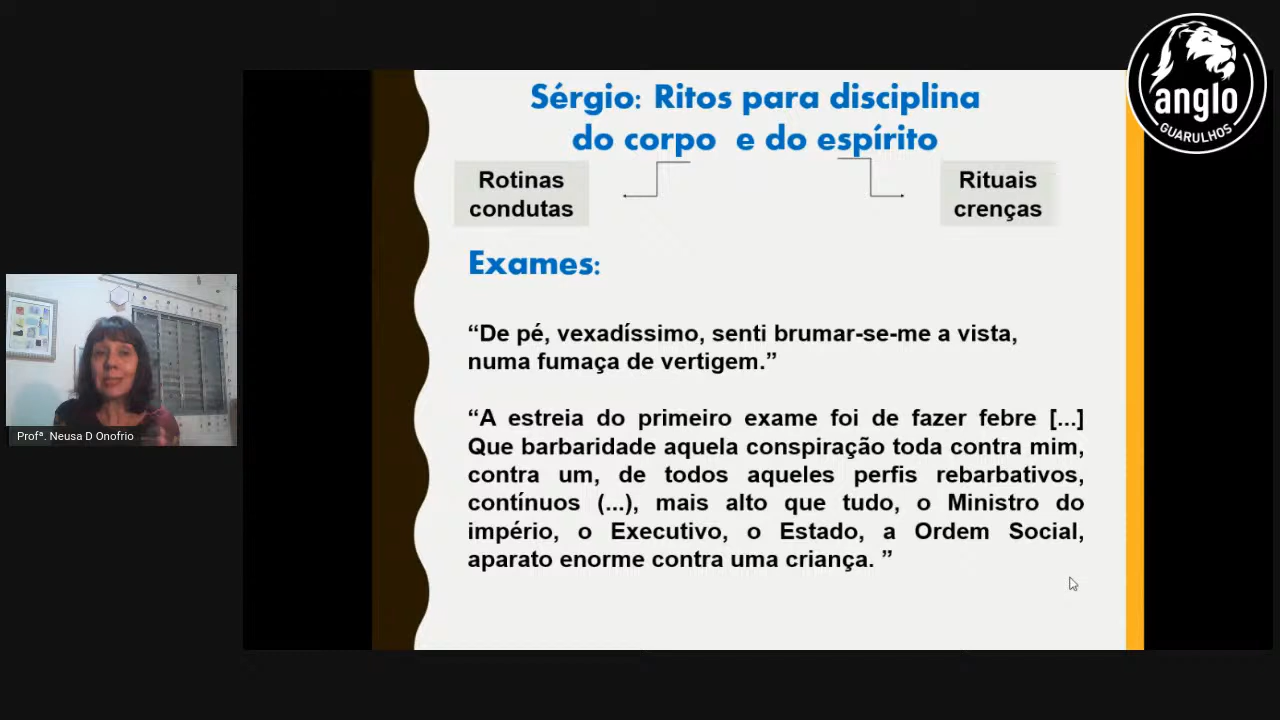 anglo
GUARULHOS
Sérgio: Ritos para disciplina
do corpo e do espírito
Rotinas
condutas
Rituais
crenças
Exames:
“De pé, vexadíssimo, senti brumar-se-me a vista,
numa fumaça de vertigem.”
“A estreia do primeiro exame foi de fazer febre [...]
Que barbaridade aquela conspiração toda contra mim,
contra um, de todos aqueles perfis rebarbativos,
contínuos (...), mais alto que tudo, o Ministro do
império, o Executivo, o Estado, a Ordem Social,
aparato enorme contra uma criança. ”
Profª. Neusa D Onofrio